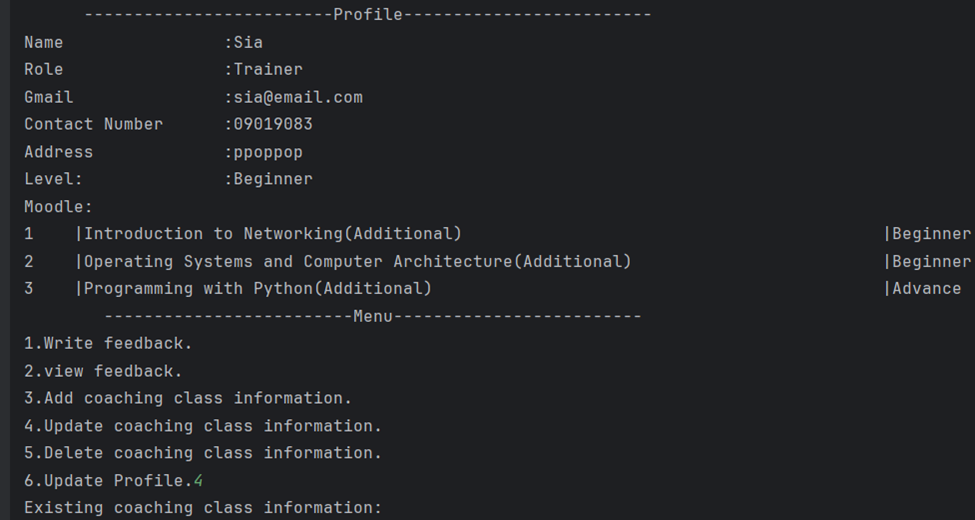 -------------------------Profile-------------------------
Name                :Sia
Role                :Trainer
Gmail               :sia@email.com
Contact Number      :09019083
Address             :ppoppop
Level:              :Beginner
Moodle:
1    |Introduction to Networking(Additional)                                          |Beginner
2    |Operating Systems and Computer Architecture(Additional)                         |Beginner
3    |Programming with Python(Additional)                                             |Advance
-------------------------Menu-------------------------
1.Write feedback.
2.view feedback.
3.Add coaching class information.
4.Update coaching class information.
5.Delete coaching class information.
6.Update Profile.4
Existing coaching class information: